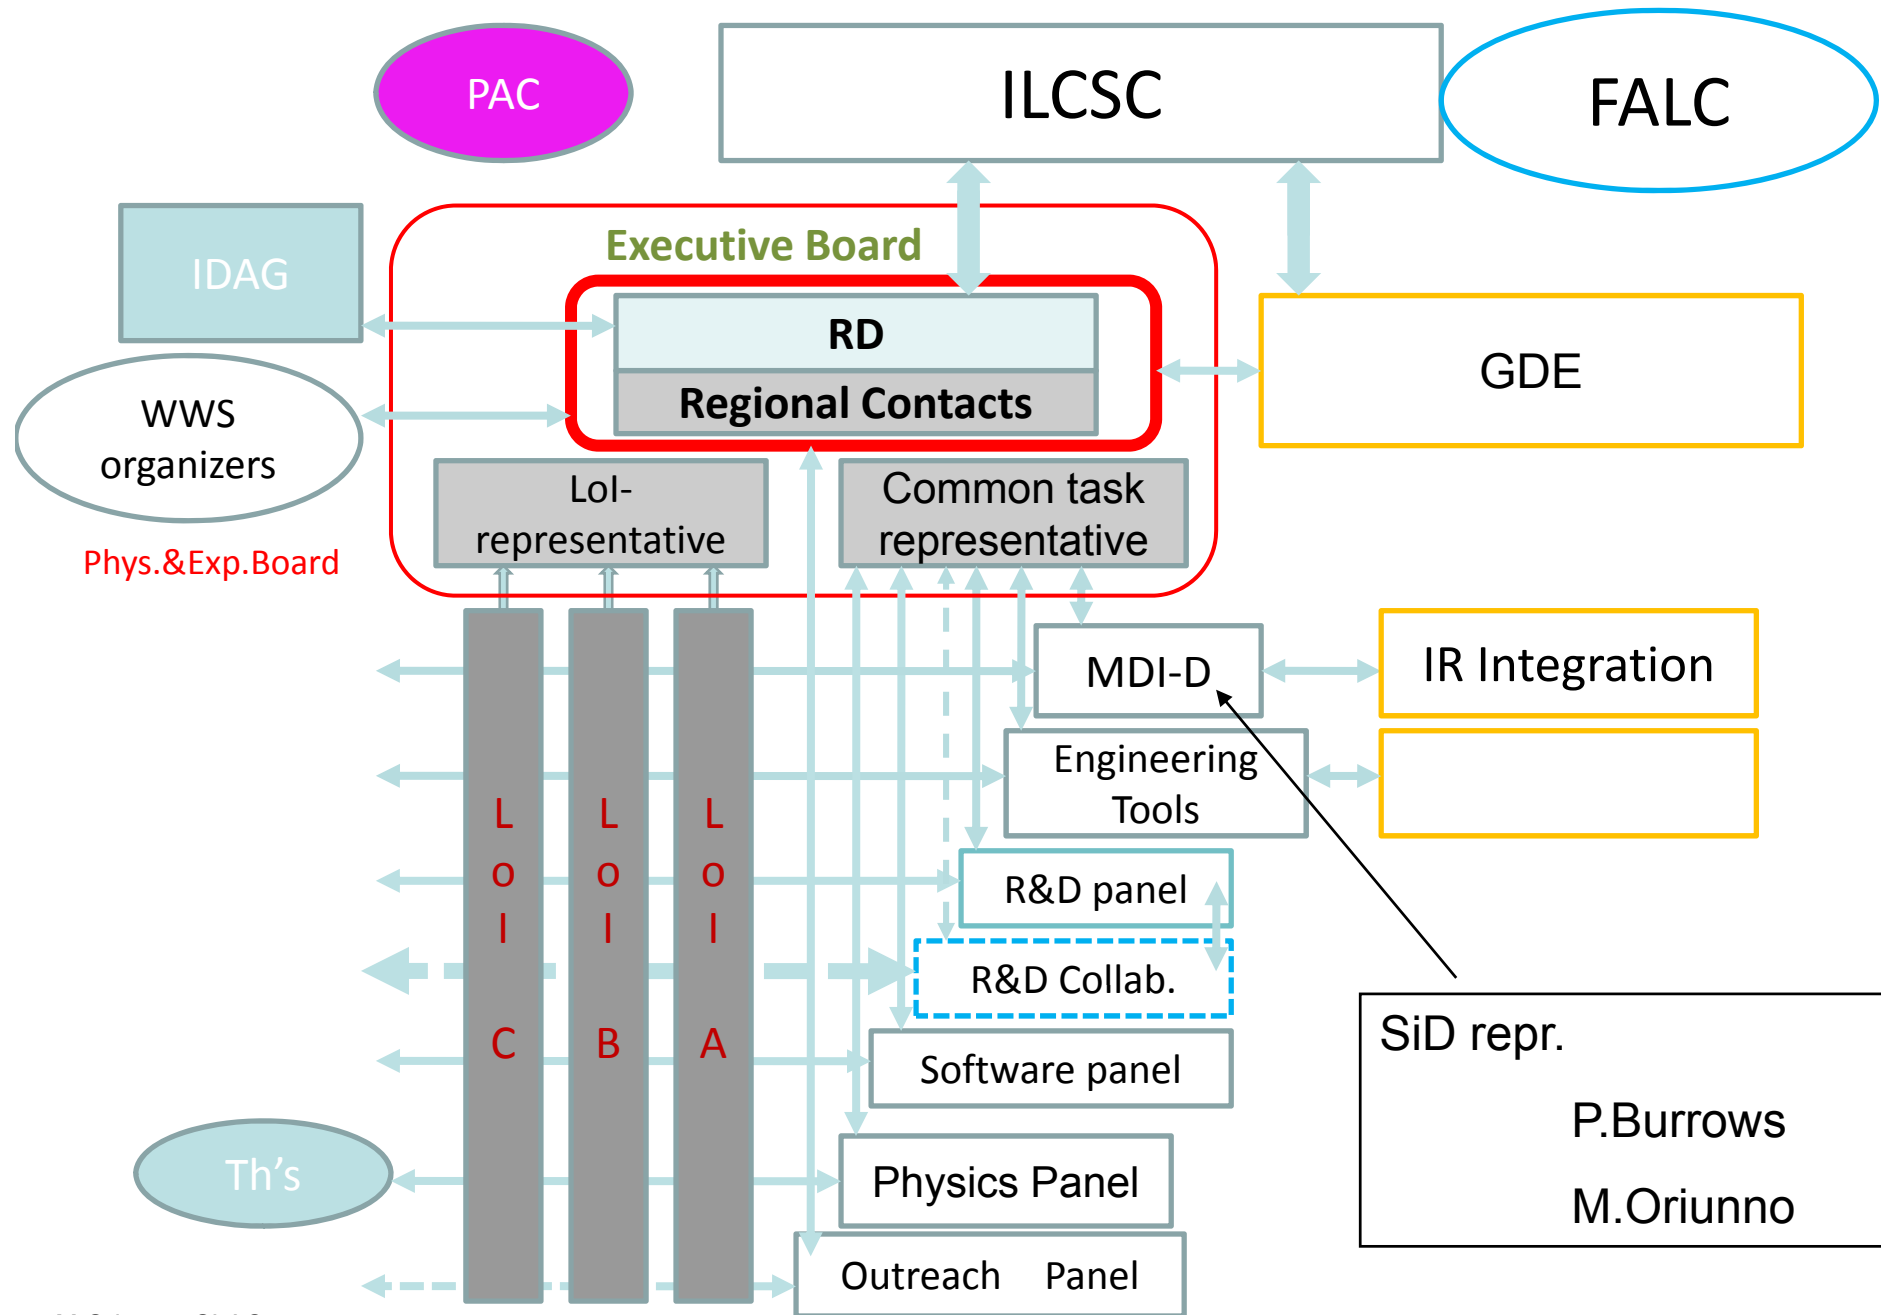 PAC
ILCSC
FALC
Executive Board
IDAG
RD
GDE
Regional Contacts
WWS
organizers
LoI-
representative
Common task
representative
Phys.&Exp.Board
MDI-D
IR Integration
Engineering
Tools
L
o
I
C
L
o
I
B
L
o
I
A
R&D panel
R&D Collab.
SiD repr.
P.Burrows
M.Oriunno
Software panel
Th's
Physics Panel
Outreach Panel